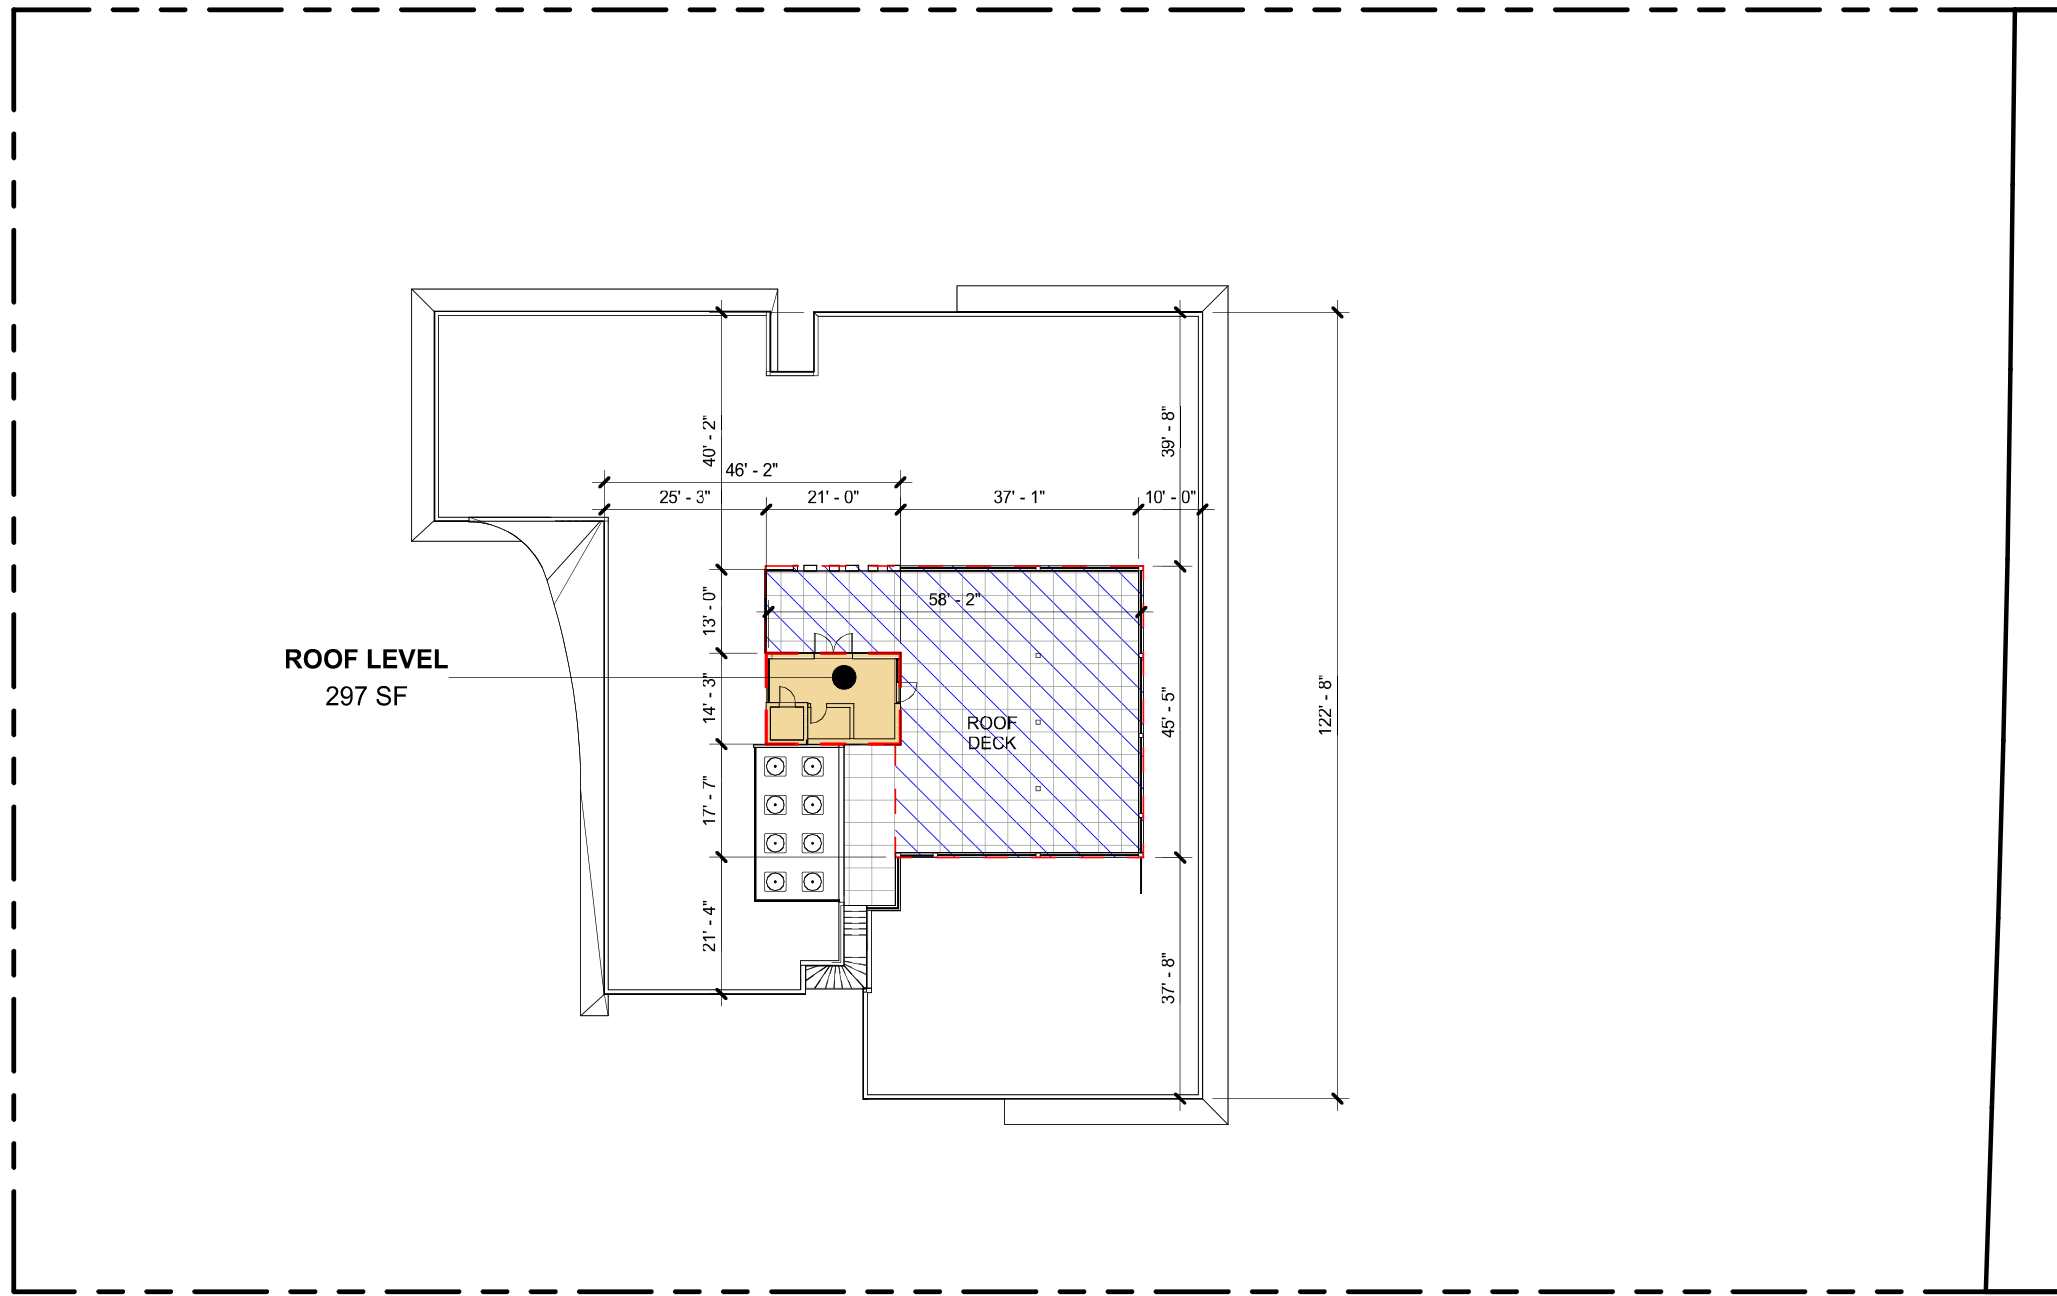 40' - 2"
39' - 8"
46' - 2"
25' - 3"
21' - 0"
37' - 1"
10' - 0"
58' - 2"
13' - 0"
ROOF LEVEL
297 SF
14' - 3"
ROOF
DECK
45' - 5"
122' - 8"
17' - 7"
21' - 4"
37' - 8"